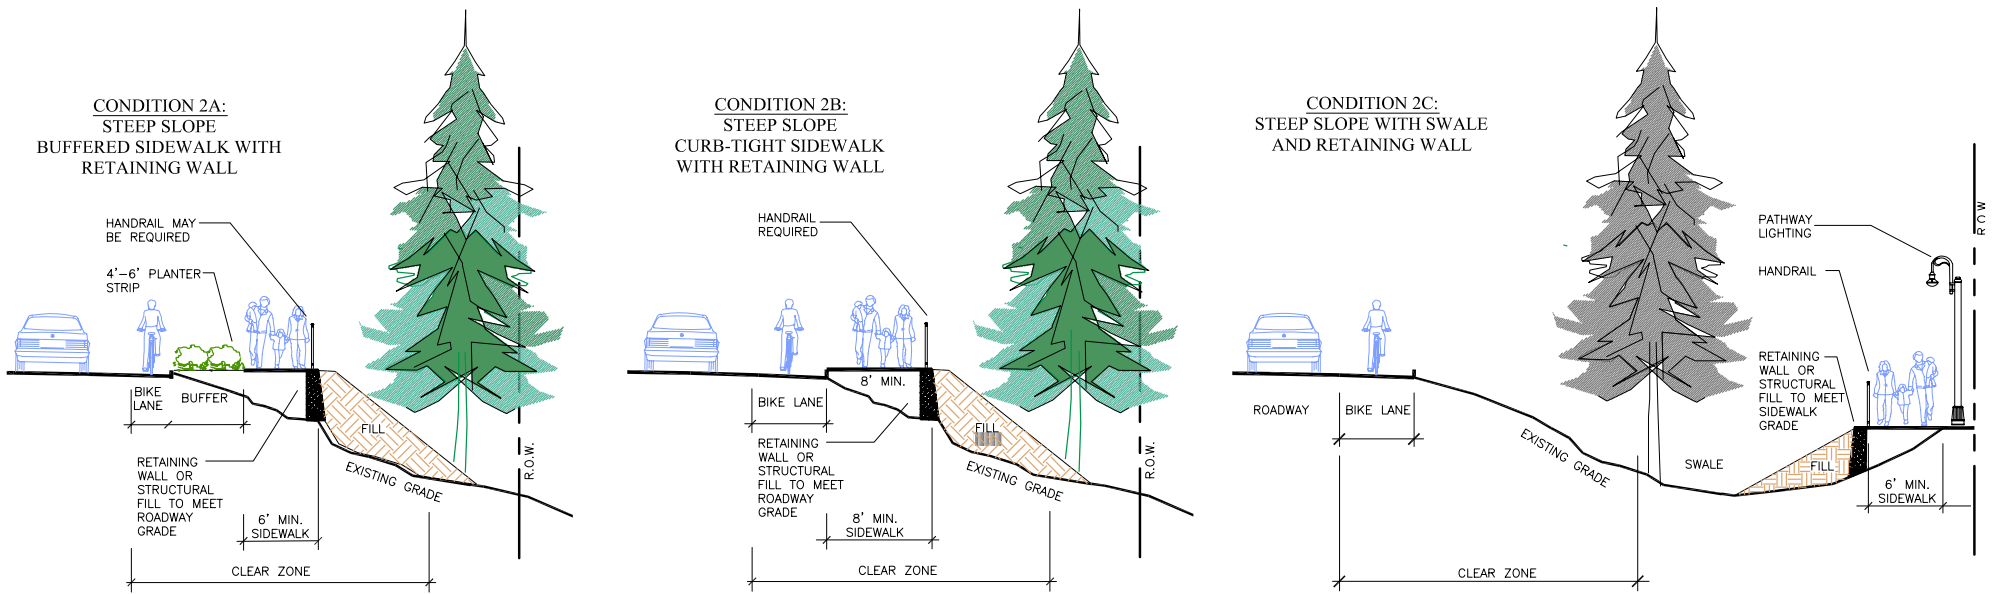 CONDITION 2A:
STEEP SLOPE
BUFFERED SIDEWALK WITH
RETAINING WALL
HANDRAIL MAY
BE REQUIRED
4'-6' PLANTER
STRIP
BIKE
LANE
BUFFER
FILL
EXISTING GRADE
RETAINING
WALL OR
STRUCTURAL
FILL TO MEET
ROADWAY
GRADE
6' MIN.
SIDEWALK
CLEAR ZONE
R.O.W.
CONDITION 2B:
STEEP SLOPE
CURB-TIGHT SIDEWALK
WITH RETAINING WALL
HANDRAIL
REQUIRED
8' MIN.
BIKE LANE
FILL
EXISTING GRADE
RETAINING
WALL OR
STRUCTURAL
FILL TO MEET
ROADWAY
GRADE
8' MIN.
SIDEWALK
CLEAR ZONE
R.O.W.
CONDITION 2C:
STEEP SLOPE WITH SWALE
AND RETAINING WALL
PATHWAY
LIGHTING
HANDRAIL
RETAINING
WALL OR
STRUCTURAL
FILL TO MEET
SIDEWALK
GRADE
ROADWAY
BIKE LANE
EXISTING GRADE
SWALE
FILL
6' MIN.
SIDEWALK
CLEAR ZONE
ROW